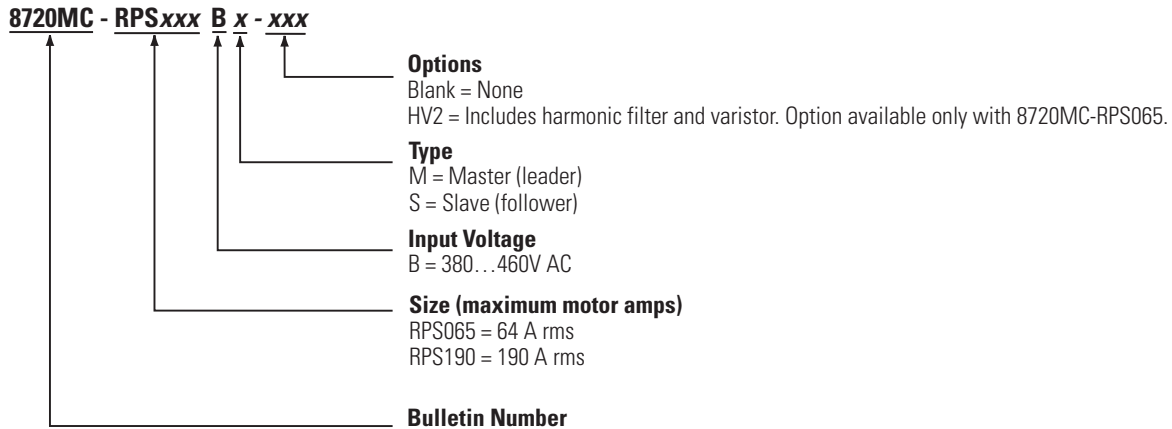 8720MC - RPSxxx B x - xxx
Options
Blank = None
HV2 = Includes harmonic filter and varistor. Option available only with 8720MC-RPS065.
Type
M = Master (leader)
S = Slave (follower)
Input Voltage
B = 380...460V AC
Size (maximum motor amps)
RPS065 = 64 A rms
RPS190 = 190 A rms
Bulletin Number